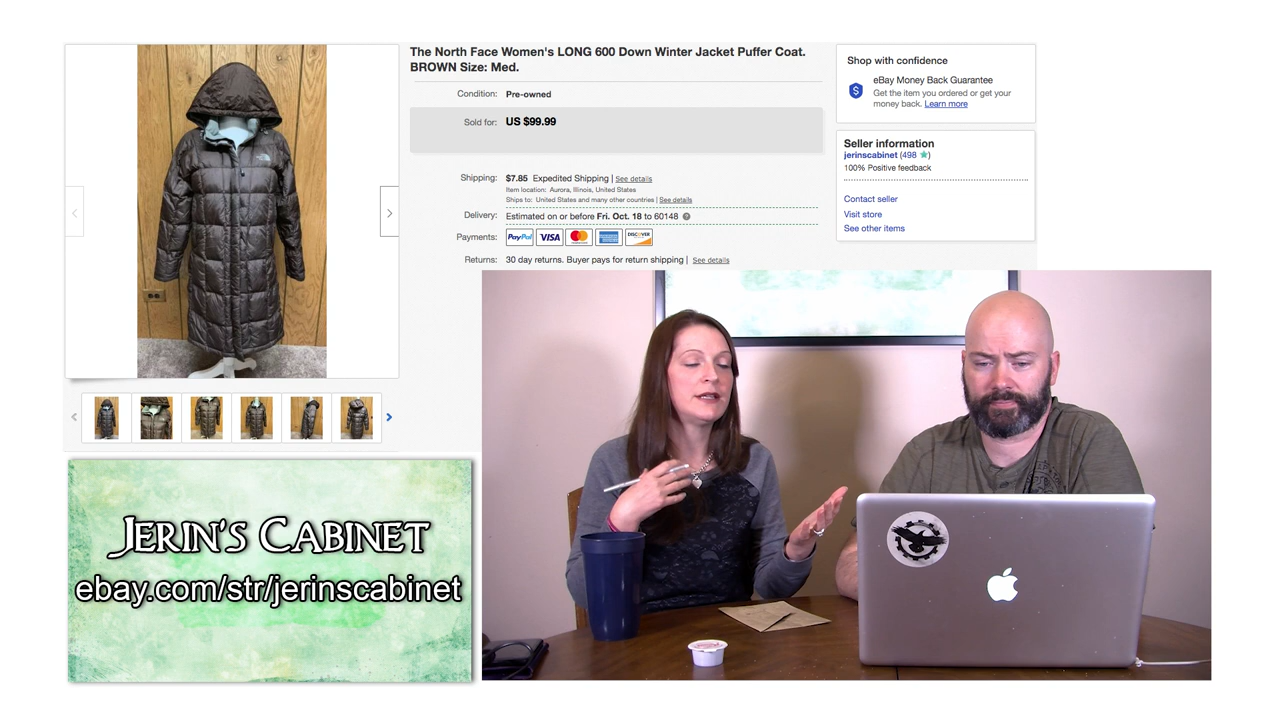 The North Face Women's LONG 600 Down Winter Jacket Puffer Coat.
BROWN Size: Med.
Condition: Pre-owned
Sold for: US $99.99
Shipping: $7.85 Expedited Shipping | See details
Item location: Aurora, Illinois, United States
Ships to: United States and many other countries | See details
Delivery: Estimated on or before Fri. Oct. 18 to 60148 ?
Payments: PayPal VISA MasterCard AMERICAN EXPRESS DISCOVER
Returns: 30 day returns. Buyer pays for return shipping | See details
Shop with confidence
eBay Money Back Guarantee
Get the item you ordered or get your
money back. Learn more
Seller information
jerinscabinet (498 ★)
100% Positive feedback
Contact seller
Visit store
See other items
JERIN'S CABINET
ebay.com/str/jerinscabinet